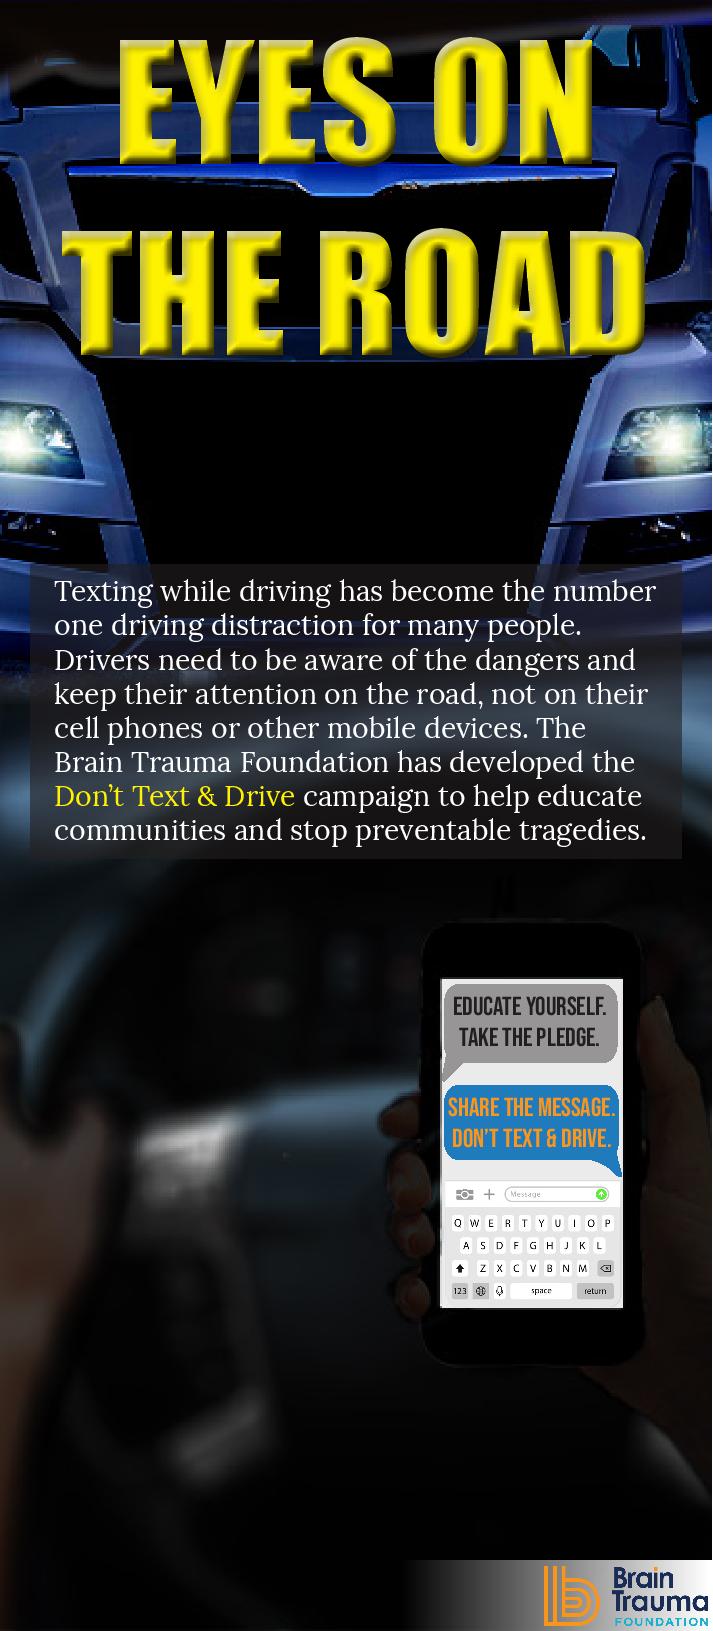 EYES ON
THE ROAD
Texting while driving has become the number
one driving distraction for many people.
Drivers need to be aware of the dangers and
keep their attention on the road, not on their
cell phones or other mobile devices. The
Brain Trauma Foundation has developed the
Don’t Text & Drive campaign to help educate
communities and stop preventable tragedies.
EDUCATE YOURSELF.
TAKE THE PLEDGE.
SHARE THE MESSAGE.
DON'T TEXT & DRIVE.
Message
Q W E R T Y U I O P
A S D F G H J K L
Z X C V B N M
123 space return
Brain
Trauma
FOUNDATION